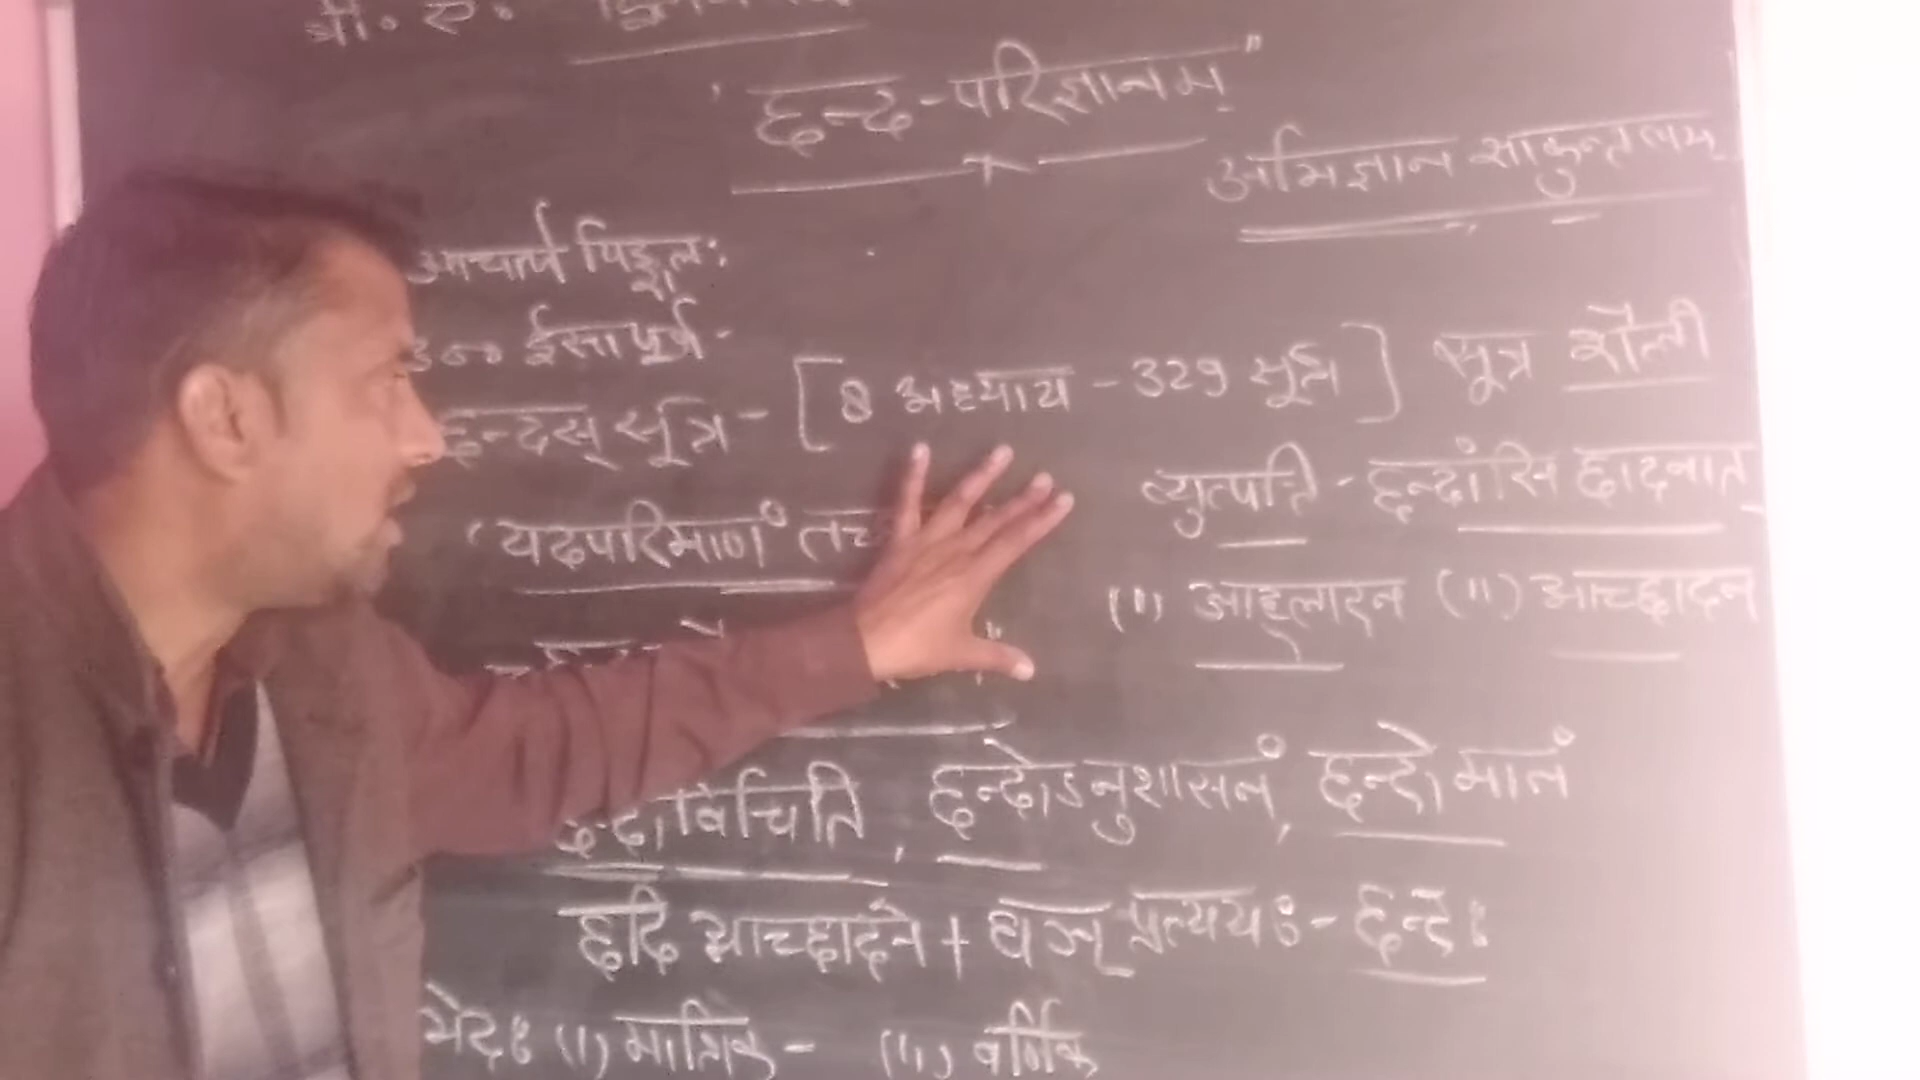 बी. ए.
"छन्द-परिज्ञानम्"
अभिज्ञान साकुन्तलम्
आचार्य पिङ्गलः
ईसा पूर्व -
छन्दस् सूत्र - [8 अध्याय - 329 सूत्र] सूत्र शैली
व्युत्पत्ति - छन्दांसि छादनात्
'यदपरिमाणं
(i) आह्लादन (ii) आच्छादन
छन्दोविचिति, छन्दोऽनुशासनं, छन्दोमानं
छदि आच्छादने + घञ् प्रत्ययः - छन्दः
भेदः (i) मात्रिक - (ii) वर्णिक